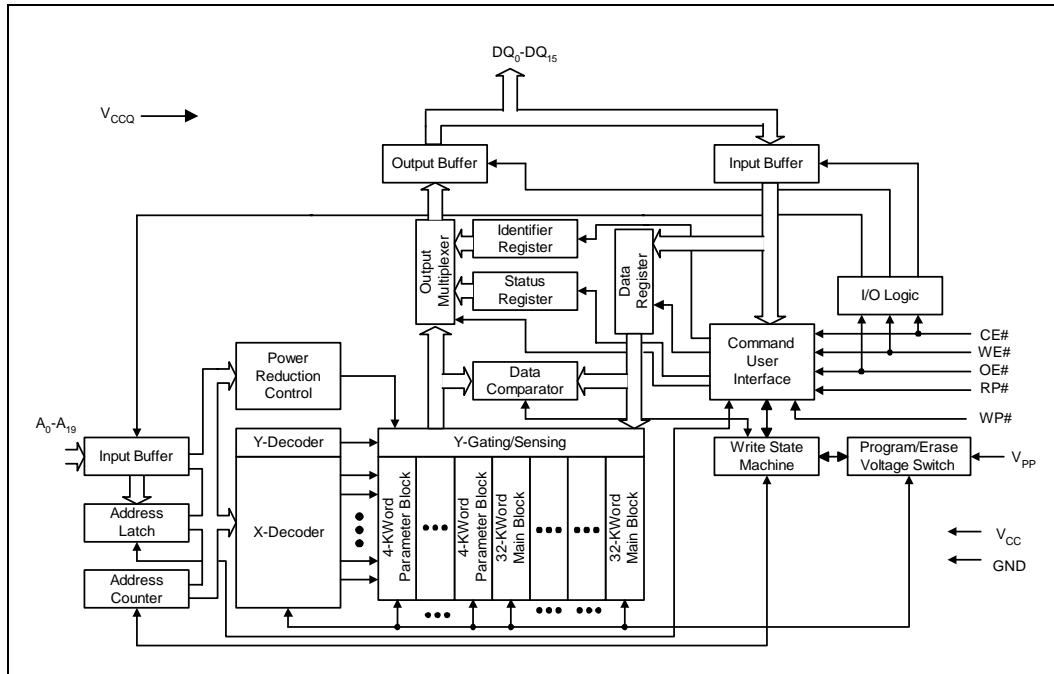 DQ0-DQ15
VCCQ
Output Buffer
Input Buffer
Output
Multiplexer
Identifier
Register
Status
Register
Data
Register
I/O Logic
Command
User
Interface
CE#
WE#
OE#
RP#
WP#
Power
Reduction
Control
Data
Comparator
A0-A19
Input Buffer
Y-Decoder
Y-Gating/Sensing
Write State
Machine
Program/Erase
Voltage Switch
VPP
Address
Latch
X-Decoder
4-KWord
Parameter Block
4-KWord
Parameter Block
32-KWord
Main Block
32-KWord
Main Block
VCC
GND
Address
Counter